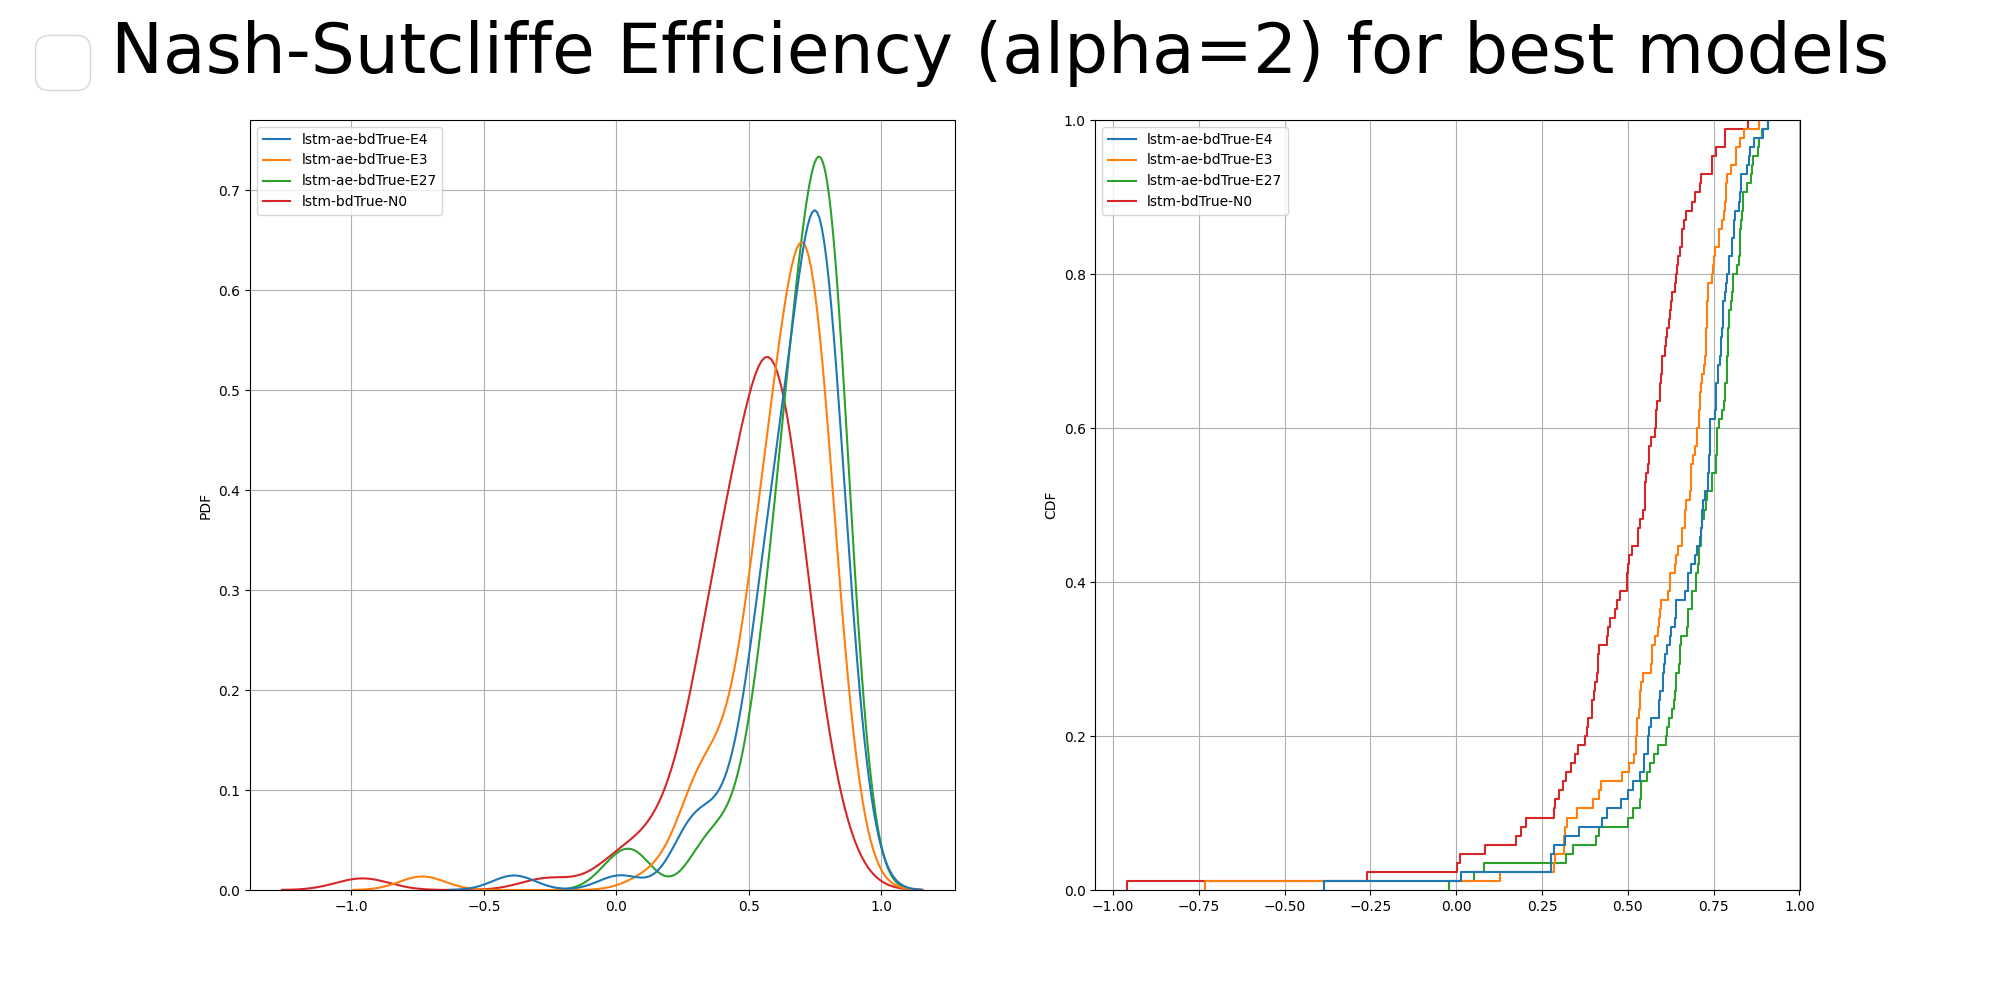 Nash-Sutcliffe Efficiency (alpha=2) for best models
lstm-ae-bdTrue-E4
lstm-ae-bdTrue-E3
lstm-ae-bdTrue-E27
lstm-bdTrue-N0
0.7
0.6
0.5
0.4
0.3
0.2
0.1
0.0
PDF
−1.0 −0.5 0.0 0.5 1.0
lstm-ae-bdTrue-E4
lstm-ae-bdTrue-E3
lstm-ae-bdTrue-E27
lstm-bdTrue-N0
1.0
0.8
0.6
0.4
0.2
0.0
CDF
−1.00 −0.75 −0.50 −0.25 0.00 0.25 0.50 0.75 1.00